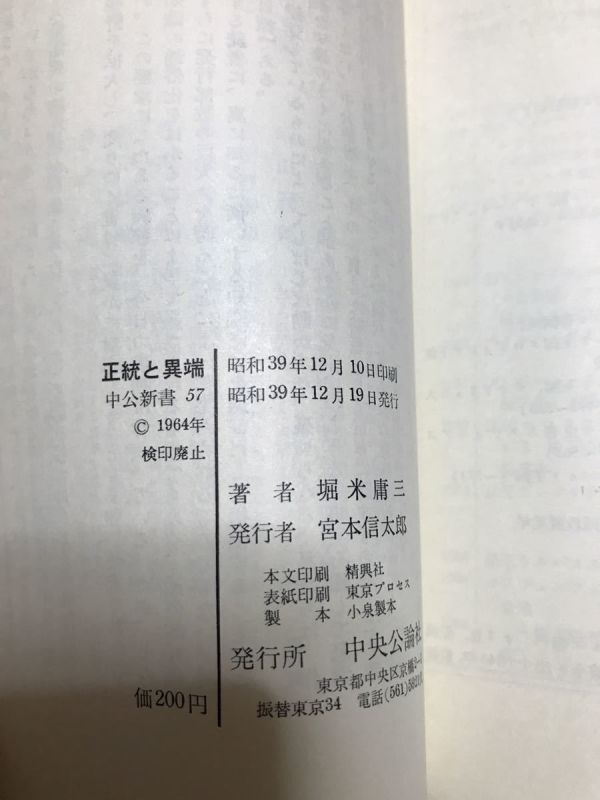 正統と異端
中公新書 57
© 1964年
検印廃止
価200円
昭和39年12月10日印刷
昭和39年12月19日発行
著 者 堀米庸三
発行者 宮本信太郎
本文印刷 精興社
表紙印刷 東京プロセス
製 本 小泉製本
発行所 中央公論社
東京都中央区京橋2-
振替東京34 電話(561)5921